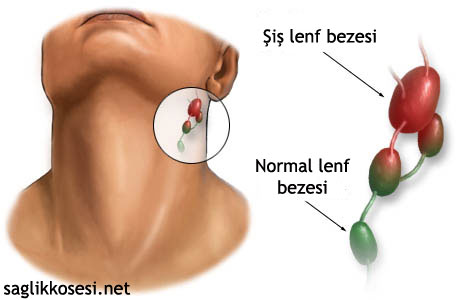 Şiş lenf bezesi
Normal lenf
bezesi
saglikkosesi.net